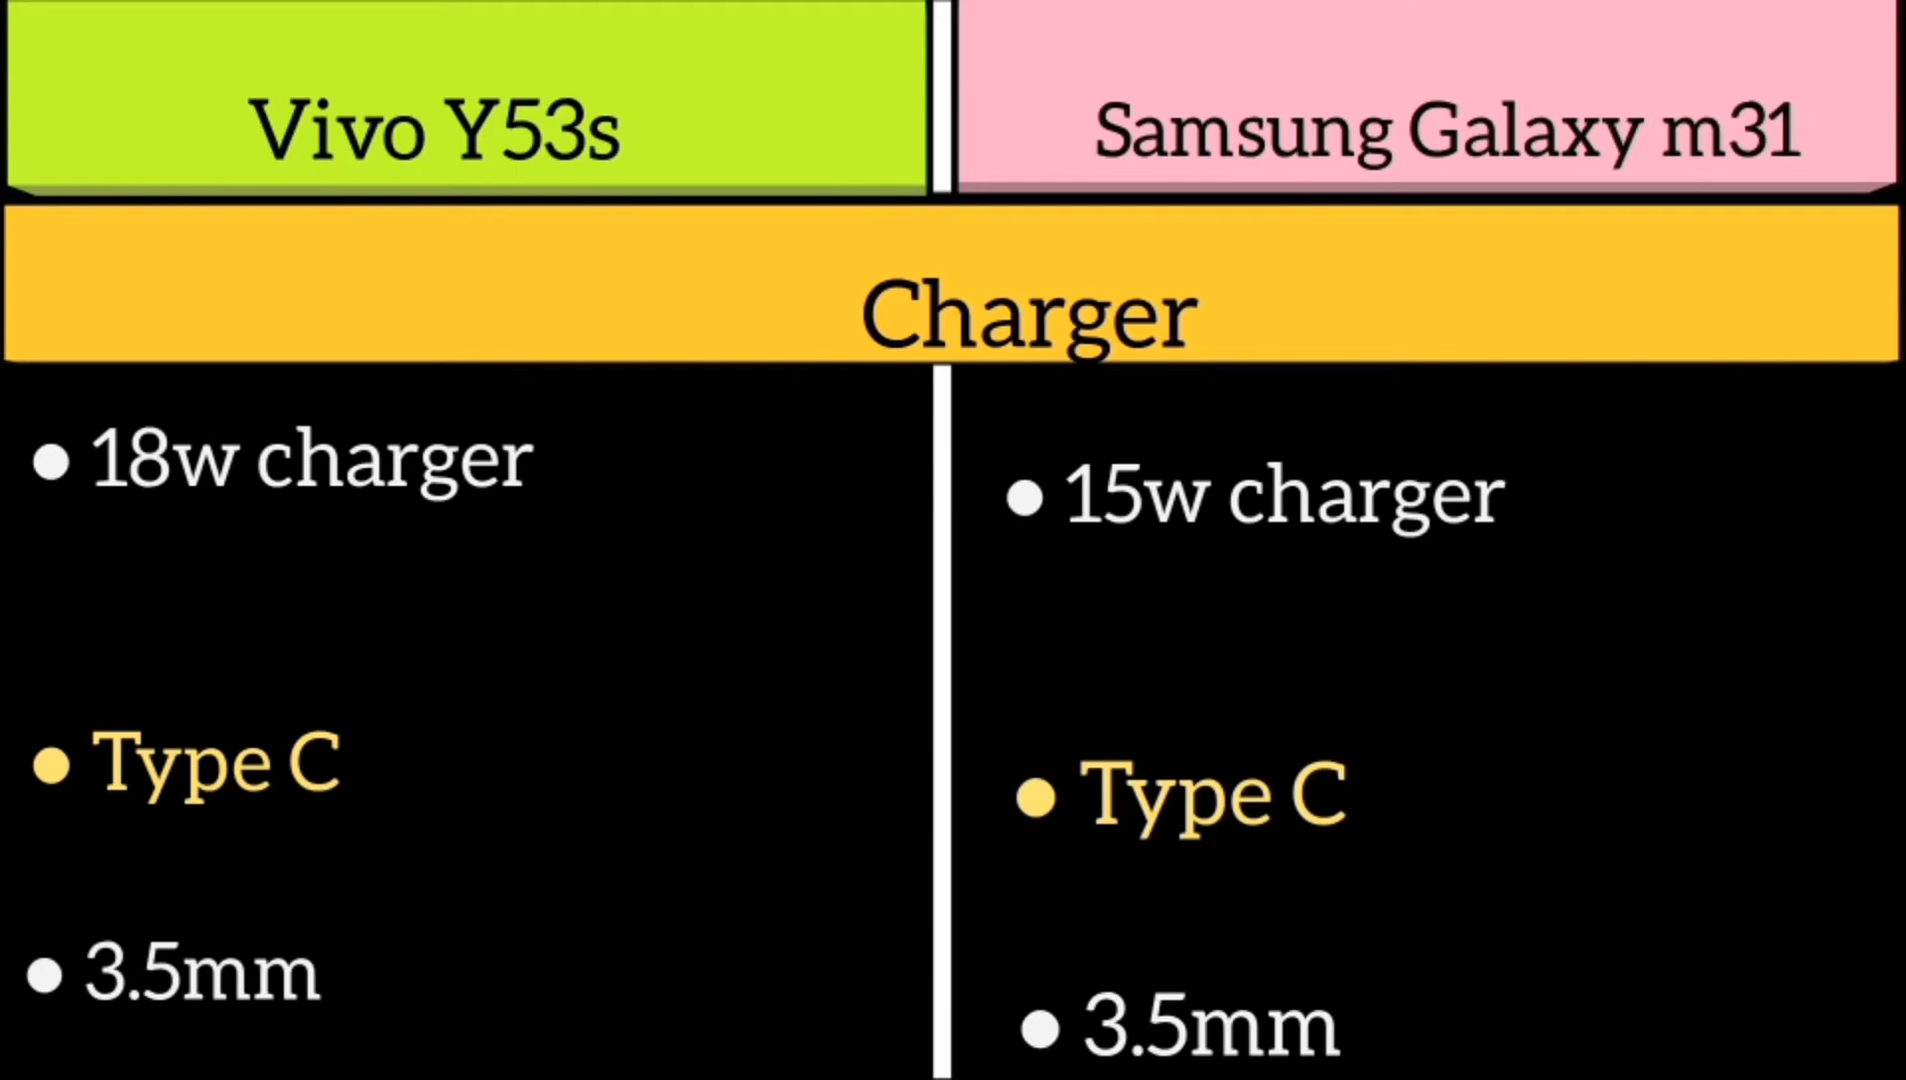 Vivo Y53s
Samsung Galaxy m31
Charger
• 18w charger
• 15w charger
• Type C
• Type C
• 3.5mm
• 3.5mm